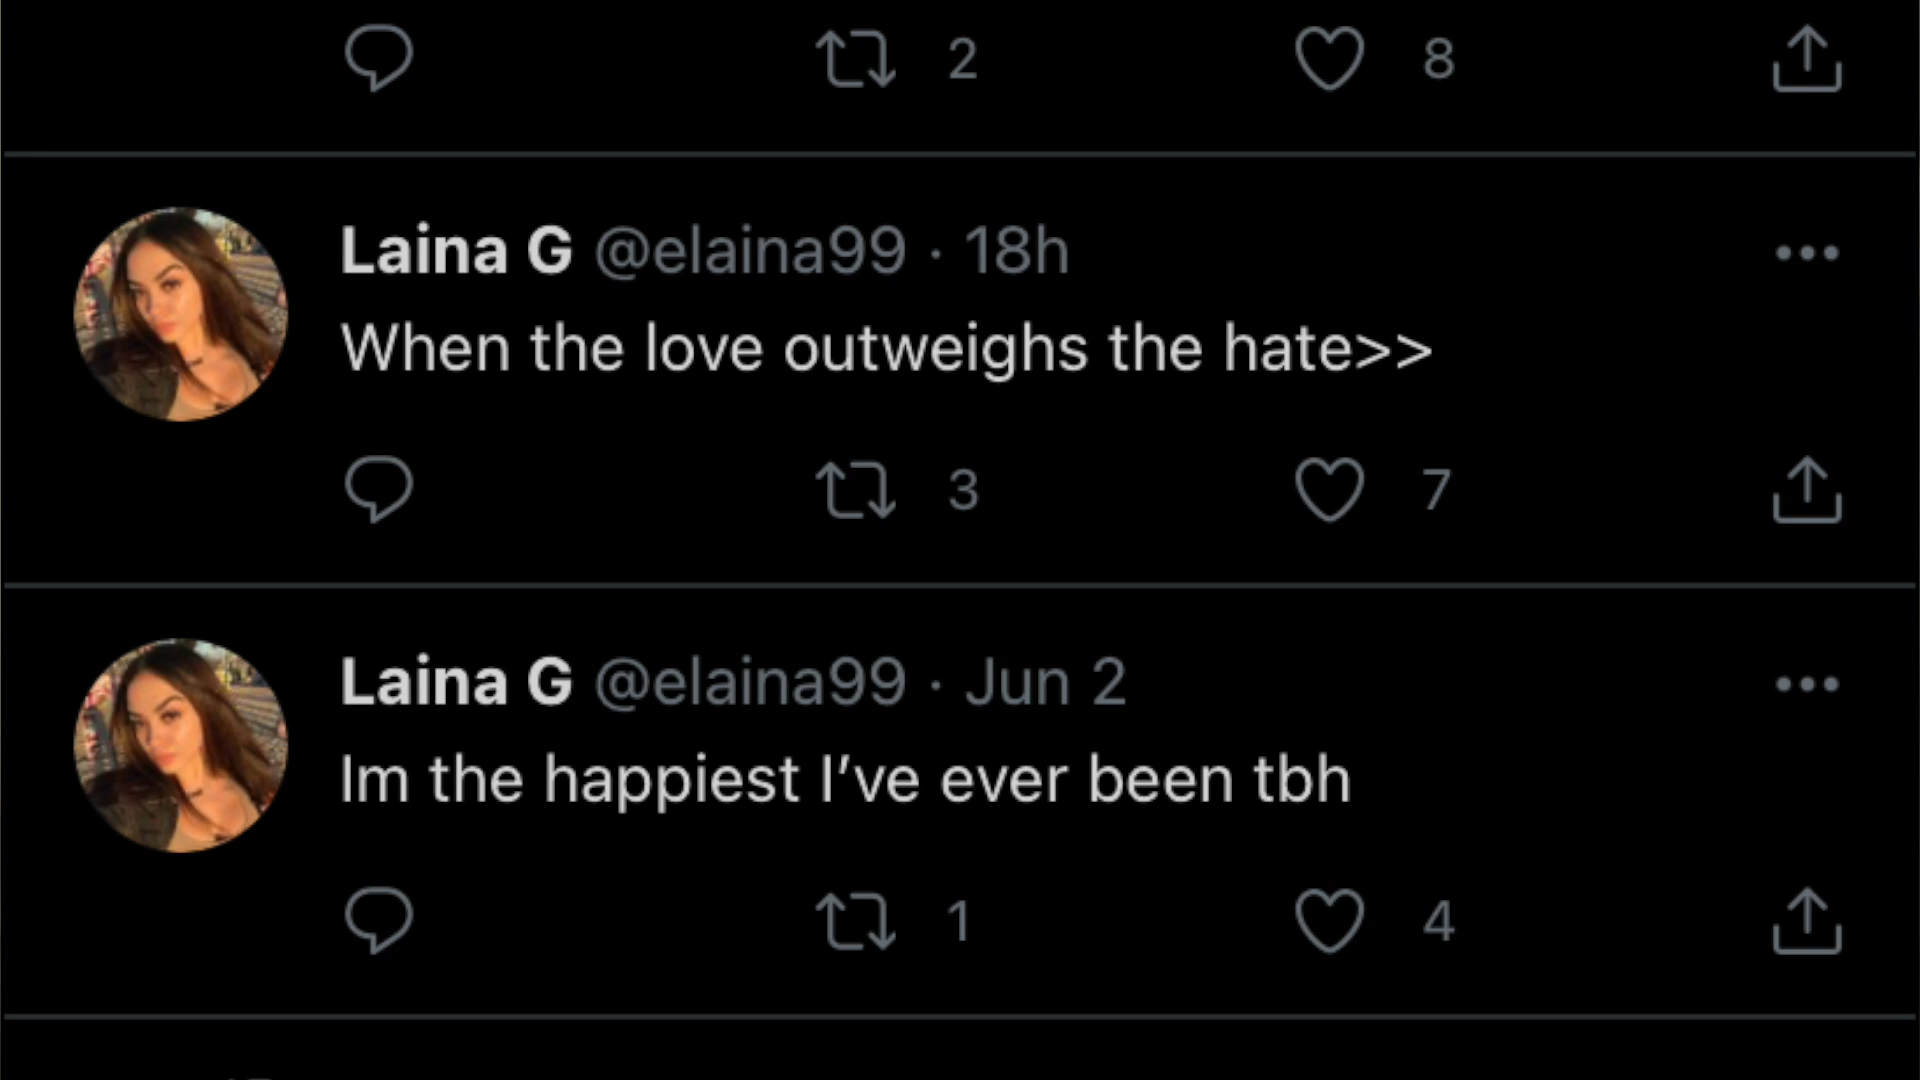 2 8
Laina G @elaina99 · 18h
When the love outweighs the hate>>
3 7
Laina G @elaina99 · Jun 2
Im the happiest I’ve ever been tbh
1 4